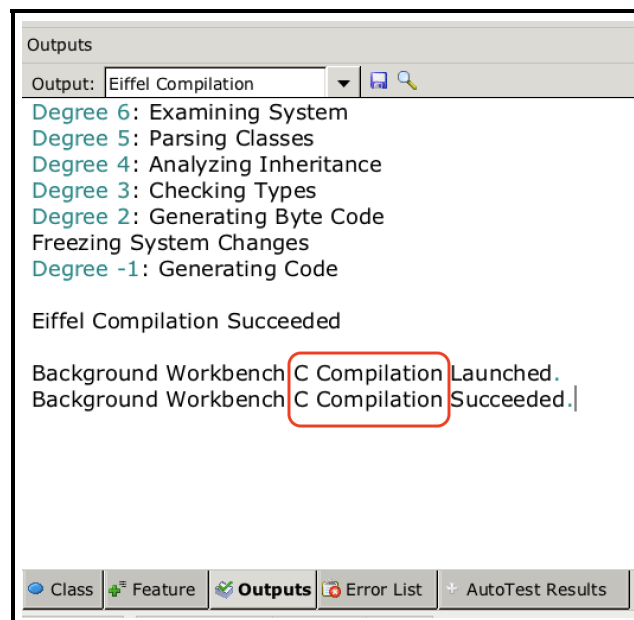 Outputs
Output: Eiffel Compilation
Degree 6: Examining System
Degree 5: Parsing Classes
Degree 4: Analyzing Inheritance
Degree 3: Checking Types
Degree 2: Generating Byte Code
Freezing System Changes
Degree -1: Generating Code
Eiffel Compilation Succeeded
Background Workbench C Compilation Launched.
Background Workbench C Compilation Succeeded.
Class Feature Outputs Error List AutoTest Results